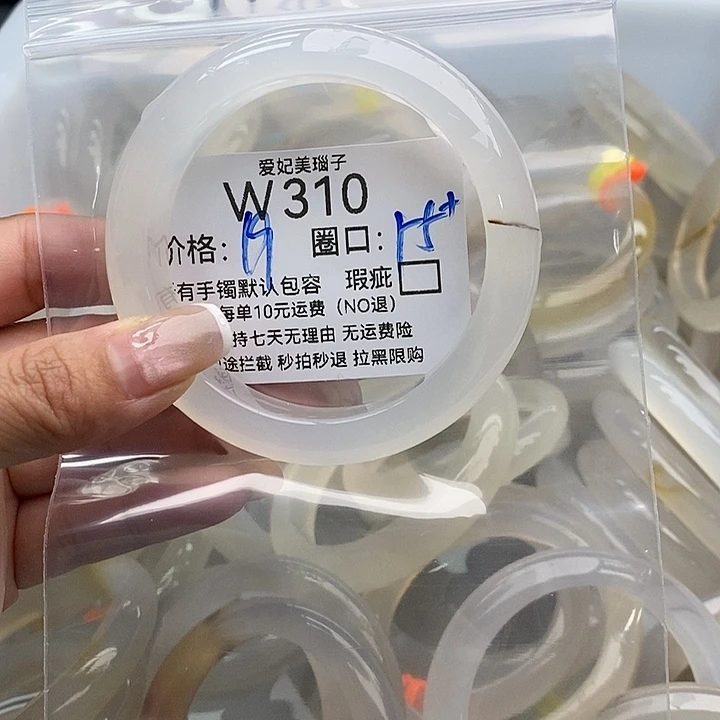 爱妃美瑙子
W310
价格：19 圈口：
有手镯默认包容 瑕疵
每单10元运费（NO退）
持七天无理由 无运费险
途拦截 秒拍秒退 拉黑限购